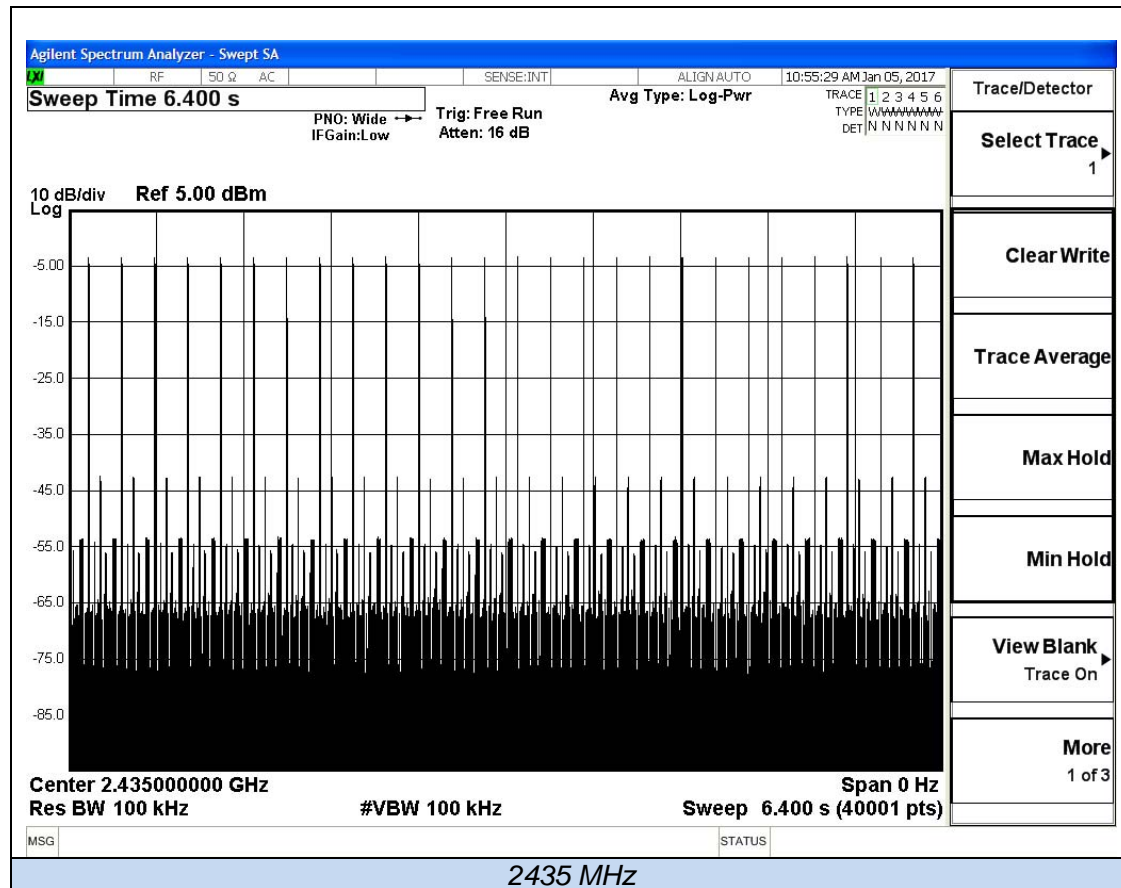 Agilent Spectrum Analyzer - Swept SA
LXI RF 50 Ω AC SENSE:INT ALIGN AUTO 10:55:29 AM Jan 05, 2017
Sweep Time 6.400 s
PNO: Wide
IFGain:Low
Trig: Free Run
Atten: 16 dB
Avg Type: Log-Pwr
TRACE 1 2 3 4 5 6
TYPE WWWWWW
DET N N N N N N
10 dB/div Ref 5.00 dBm
Log
-5.00
-15.0
-25.0
-35.0
-45.0
-55.0
-65.0
-75.0
-85.0
Center 2.435000000 GHz Span 0 Hz
Res BW 100 kHz #VBW 100 kHz Sweep 6.400 s (40001 pts)
MSG STATUS
Trace/Detector
Select Trace
1
Clear Write
Trace Average
Max Hold
Min Hold
View Blank
Trace On
More
1 of 3
2435 MHz